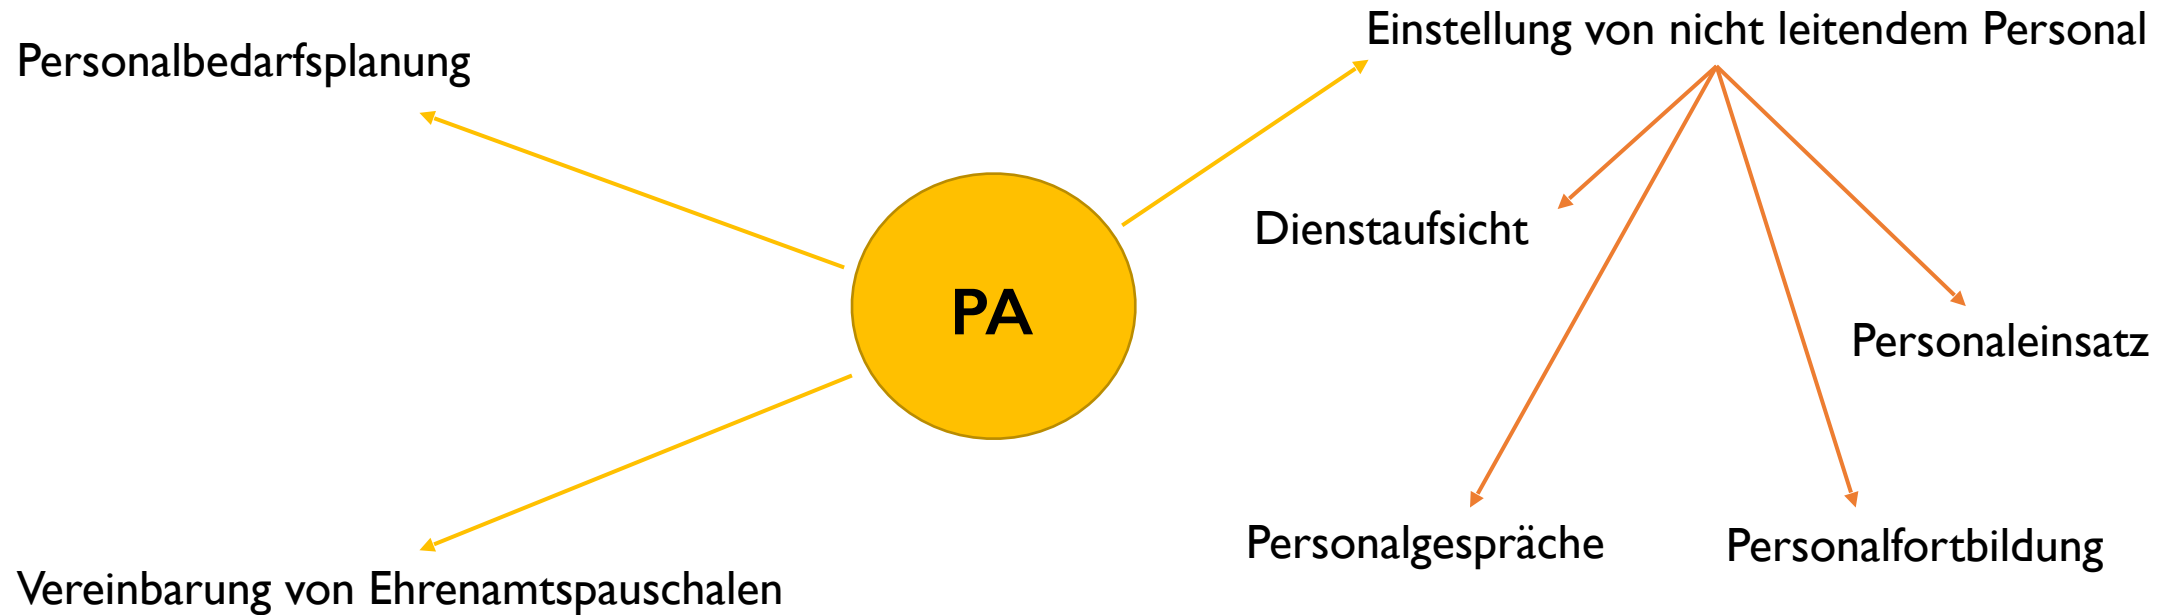 Einstellung von nicht leitendem Personal
Personalbedarfsplanung
Dienstaufsicht
PA
Personaleinsatz
Personalgespräche
Personalfortbildung
Vereinbarung von Ehrenamtspauschalen